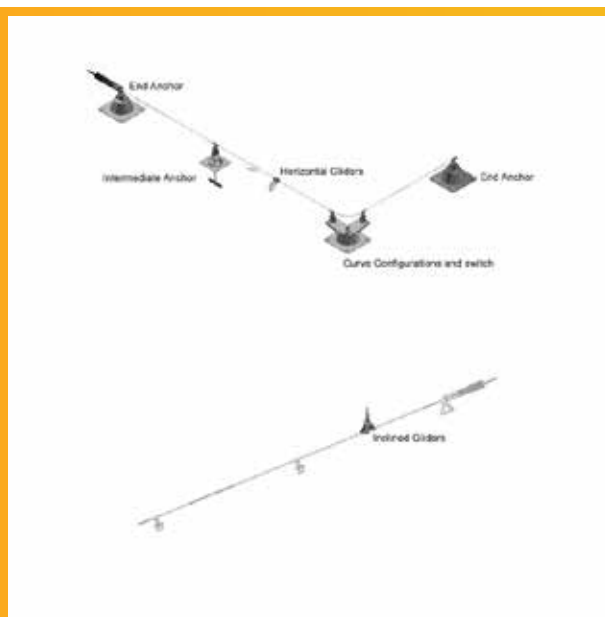 End Anchor
Intermediate Anchor
Horizontal Gliders
End Anchor
Curve Configurations and switch
Inclined Gliders